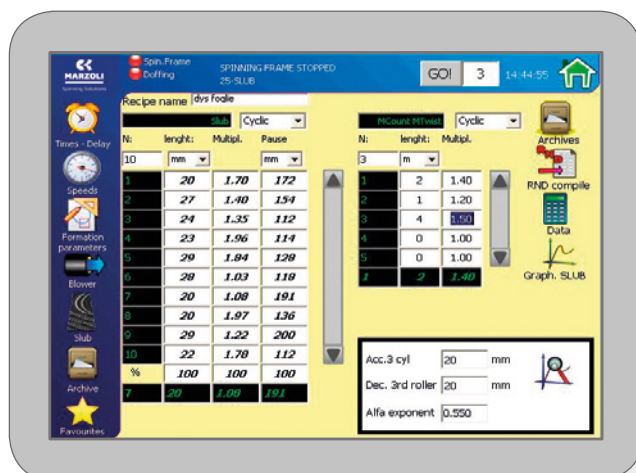 MARZOLI
Spinning Solutions
Spin.Frame
Doffing
SPINNING FRAME STOPPED
25-SLUB
GO! 3
14:44:55
Recipe name dvs foglie
Slub Cyclic
N: lenght: Multipl. Pause
10 mm mm
1 20 1.70 172
2 27 1.40 154
3 24 1.35 112
4 23 1.96 114
5 29 1.84 128
6 28 1.03 118
7 20 1.08 191
8 20 1.97 136
9 29 1.22 200
10 22 1.78 112
% 100 100 100
7 20 1.08 191
MCount MTwist Cyclic
N: lenght: Multipl.
3 m
1 2 1.40
2 1 1.20
3 4 1.50
4 0 1.00
5 0 1.00
1 2 1.40
Acc.3 cyl 20 mm
Dec. 3rd roller 20 mm
Alfa exponent 0.550
Times - Delay
Speeds
Formation
parameters
Blower
Slub
Archive
Favourites
Archives
RND compile
Data
Graph. SLUB